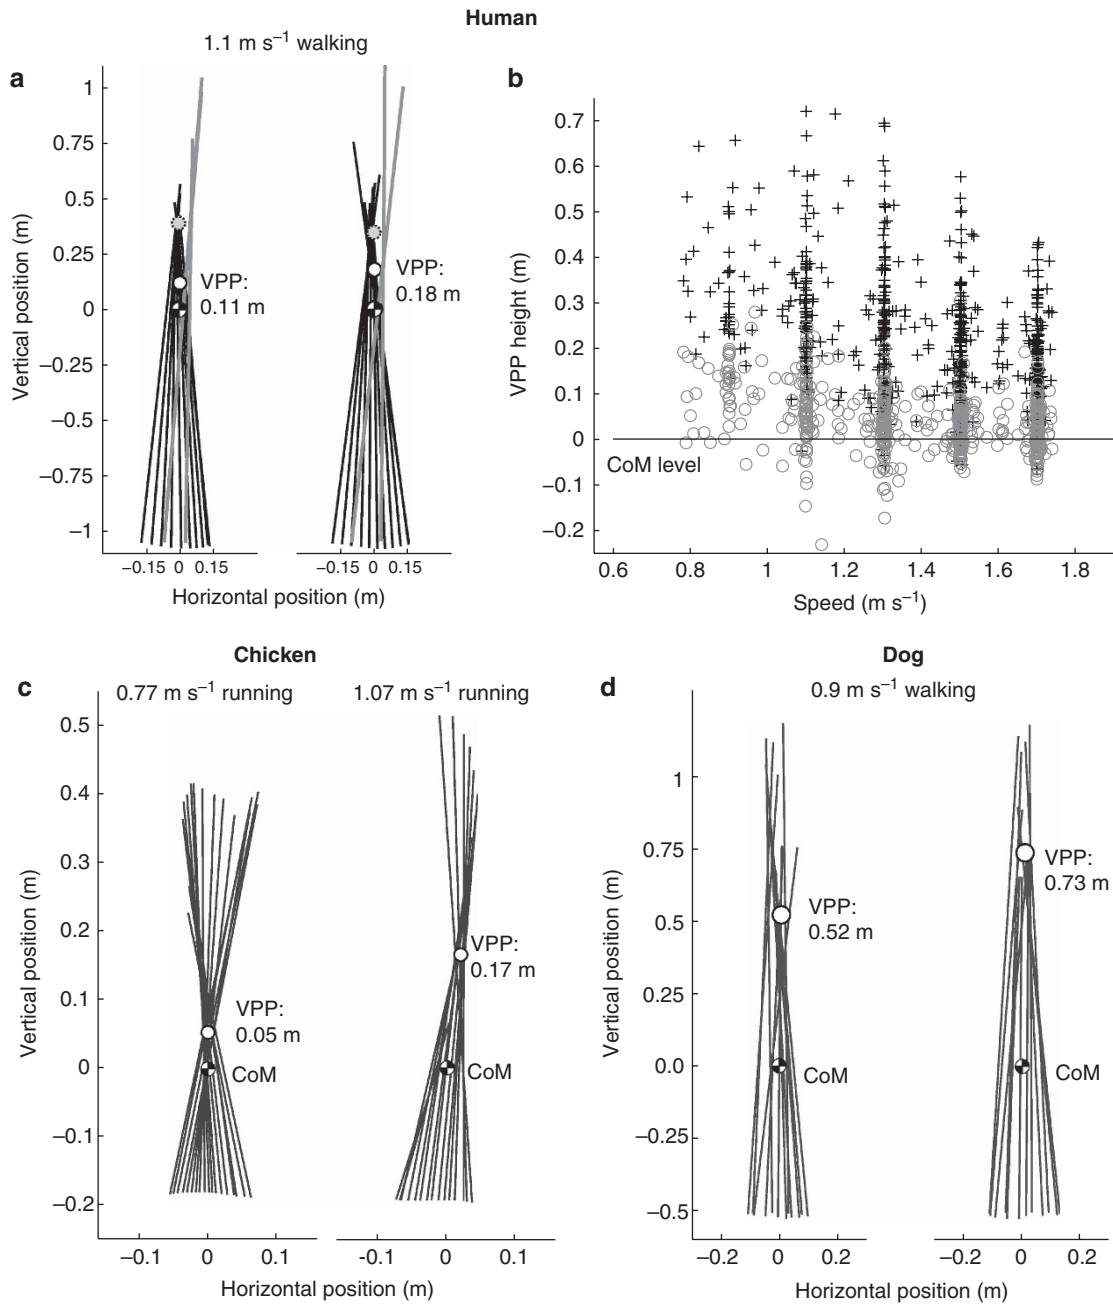 Human
a
1.1 m s⁻¹ walking
1
0.75
0.5
0.25
0
–0.25
–0.5
–0.75
–1
Vertical position (m)
VPP:
0.11 m
VPP:
0.18 m
–0.15 0 0.15
–0.15 0 0.15
Horizontal position (m)
b
0.7
0.6
0.5
0.4
0.3
0.2
0.1
0
–0.1
–0.2
VPP height (m)
CoM level
0.6 0.8 1 1.2 1.4 1.6 1.8
Speed (m s⁻¹)
Chicken
c
0.77 m s⁻¹ running
1.07 m s⁻¹ running
0.5
0.4
0.3
0.2
0.1
0
–0.1
–0.2
Vertical position (m)
VPP:
0.05 m
CoM
VPP:
0.17 m
CoM
–0.1 0 0.1
-0.1 0 0.1
Horizontal position (m)
Dog
d
0.9 m s⁻¹ walking
1
0.75
0.5
0.25
0.0
–0.25
–0.5
Vertical position (m)
VPP:
0.52 m
CoM
VPP:
0.73 m
CoM
–0.2 0 0.2
–0.2 0 0.2
Horizontal position (m)